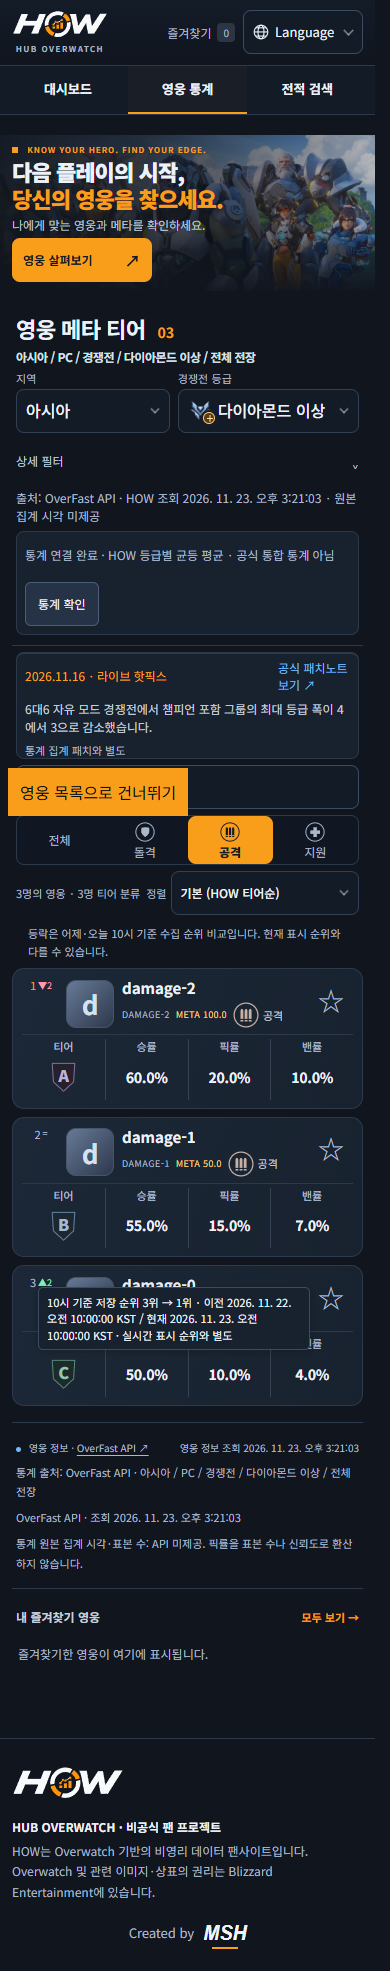 HOW
HUB OVERWATCH
즐겨찾기 0
Language
대시보드 영웅 통계 전적 검색
KNOW YOUR HERO. FIND YOUR EDGE.
다음 플레이의 시작,
당신의 영웅을 찾으세요.
나에게 맞는 영웅과 메타를 확인하세요.
영웅 살펴보기 ↗
영웅 메타 티어 03
아시아 / PC / 경쟁전 / 다이아몬드 이상 / 전체 전장
지역 경쟁전 등급
아시아 다이아몬드 이상
상세 필터
출처: OverFast API · HOW 조회 2026. 11. 23. 오후 3:21:03 · 원본
집계 시각 미제공
통계 연결 완료 · HOW 등급별 균등 평균 · 공식 통합 통계 아님
통계 확인
2026.11.16 · 라이브 핫픽스
공식 패치노트
보기 ↗
6대6 자유 모드 경쟁전에서 챔피언 포함 그룹의 최대 등급 폭이 4
에서 3으로 감소했습니다.
통계 집계 패치와 별도
영웅 목록으로 건너뛰기
전체 돌격 공격 지원
3명의 영웅 · 3명 티어 분류 정렬 기본 (HOW 티어순)
등락은 어제·오늘 10시 기준 수집 순위 비교입니다. 현재 표시 순위와
다를 수 있습니다.
1 ▼2 d damage-2 ☆
DAMAGE-2 META 100.0 공격
티어 승률 픽률 밴률
A 60.0% 20.0% 10.0%
2 = d damage-1 ☆
DAMAGE-1 META 50.0 공격
티어 승률 픽률 밴률
B 55.0% 15.0% 7.0%
3 ▲2 damage-0 ☆
10시 기준 저장 순위 3위 → 1위 · 이전 2026. 11. 22.
오전 10:00:00 KST / 현재 2026. 11. 23. 오전
10:00:00 KST · 실시간 표시 순위와 별도
률
C 50.0% 10.0% 4.0%
영웅 정보 · OverFast API ↗ 영웅 정보 조회 2026. 11. 23. 오후 3:21:03
통계 출처: OverFast API · 아시아 / PC / 경쟁전 / 다이아몬드 이상 / 전체
전장
OverFast API · 조회 2026. 11. 23. 오후 3:21:03
통계 원본 집계 시각·표본 수: API 미제공. 픽률을 표본 수나 신뢰도로 환산
하지 않습니다.
내 즐겨찾기 영웅 모두 보기 →
즐겨찾기한 영웅이 여기에 표시됩니다.
HOW
HUB OVERWATCH · 비공식 팬 프로젝트
HOW는 Overwatch 기반의 비영리 데이터 팬사이트입니다.
Overwatch 및 관련 이미지·상표의 권리는 Blizzard
Entertainment에 있습니다.
Created by MSH